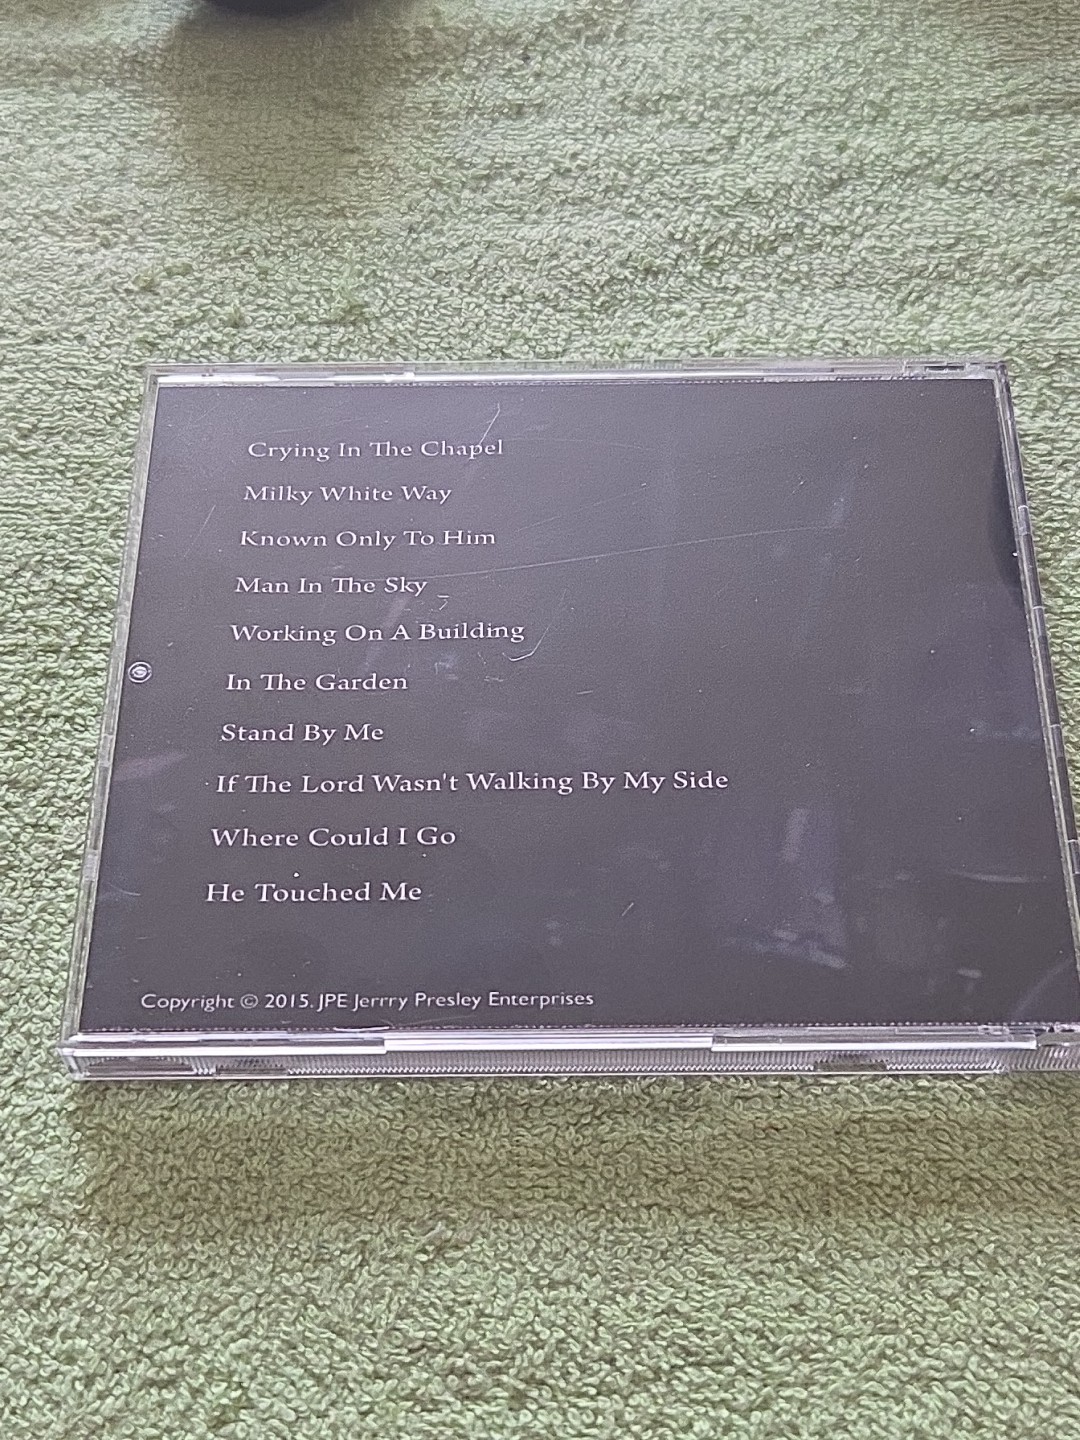 Crying In The Chapel
Milky White Way
Known Only To Him
Man In The Sky
Working On A Building
In The Garden
Stand By Me
If The Lord Wasn't Walking By My Side
Where Could I Go
He Touched Me
Copyright © 2015. JPE Jerrry Presley Enterprises